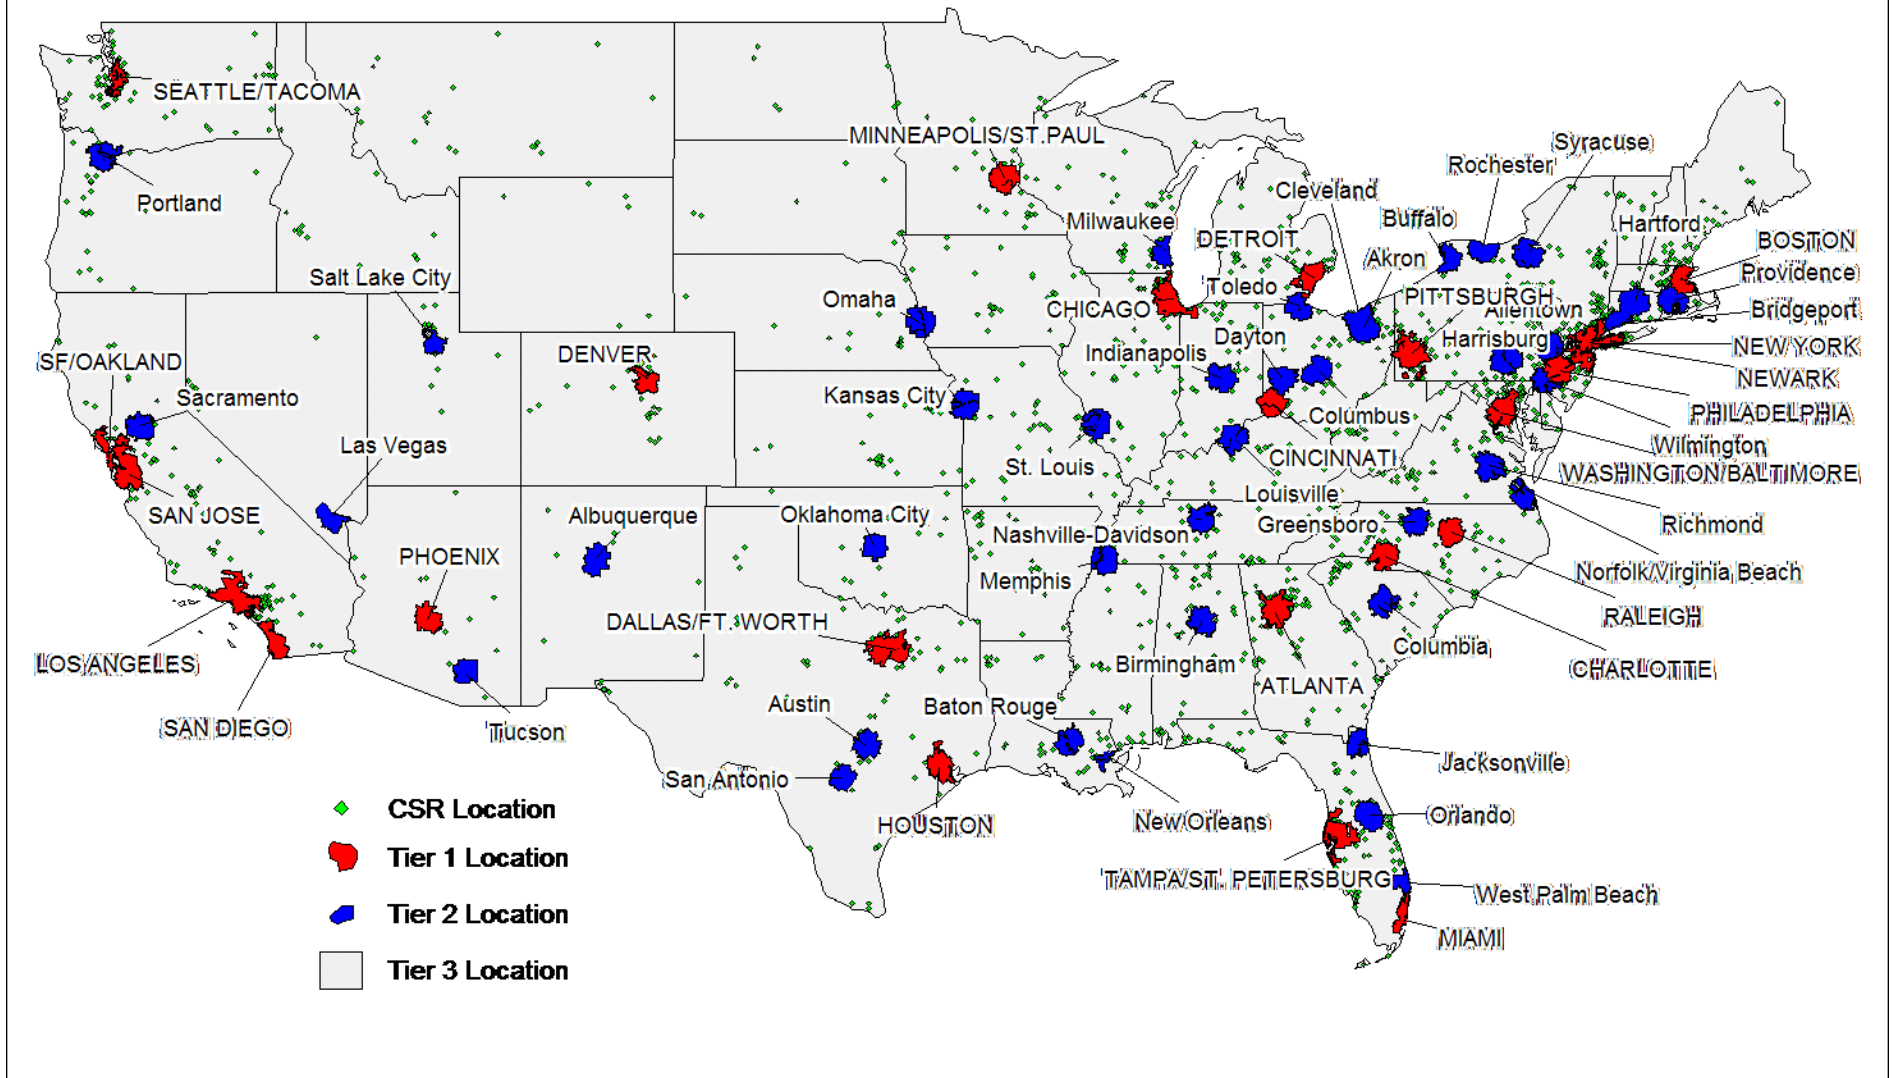 SEATTLE/TACOMA
MINNEAPOLIS/ST.PAUL
Syracuse
Rochester
Cleveland
Portland
Buffalo
Milwaukee
Hartford
DETROIT
BOSTON
Akron
Providence
Salt Lake City
Toledo
Omaha
PITTSBURGH
CHICAGO
Allentown
Bridgeport
Dayton
Harrisburg
NEW YORK
SF/OAKLAND
DENVER
Indianapolis
NEWARK
Sacramento
Kansas City
Columbus
PHILADELPHIA
Las Vegas
Wilmington
St. Louis
CINCINNATI
WASHINGTON/BALTIMORE
Louisville
SAN JOSE
Albuquerque
Oklahoma City
Greensboro
Richmond
Nashville-Davidson
PHOENIX
Memphis
Norfolk/Virginia Beach
DALLAS/FT. WORTH
RALEIGH
Columbia
LOS ANGELES
Birmingham
CHARLOTTE
ATLANTA
Austin
Baton Rouge
SAN DIEGO
Tucson
Jacksonville
San Antonio
HOUSTON
New Orleans
Orlando
TAMPA/ST. PETERSBURG
West Palm Beach
MIAMI
CSR Location
Tier 1 Location
Tier 2 Location
Tier 3 Location